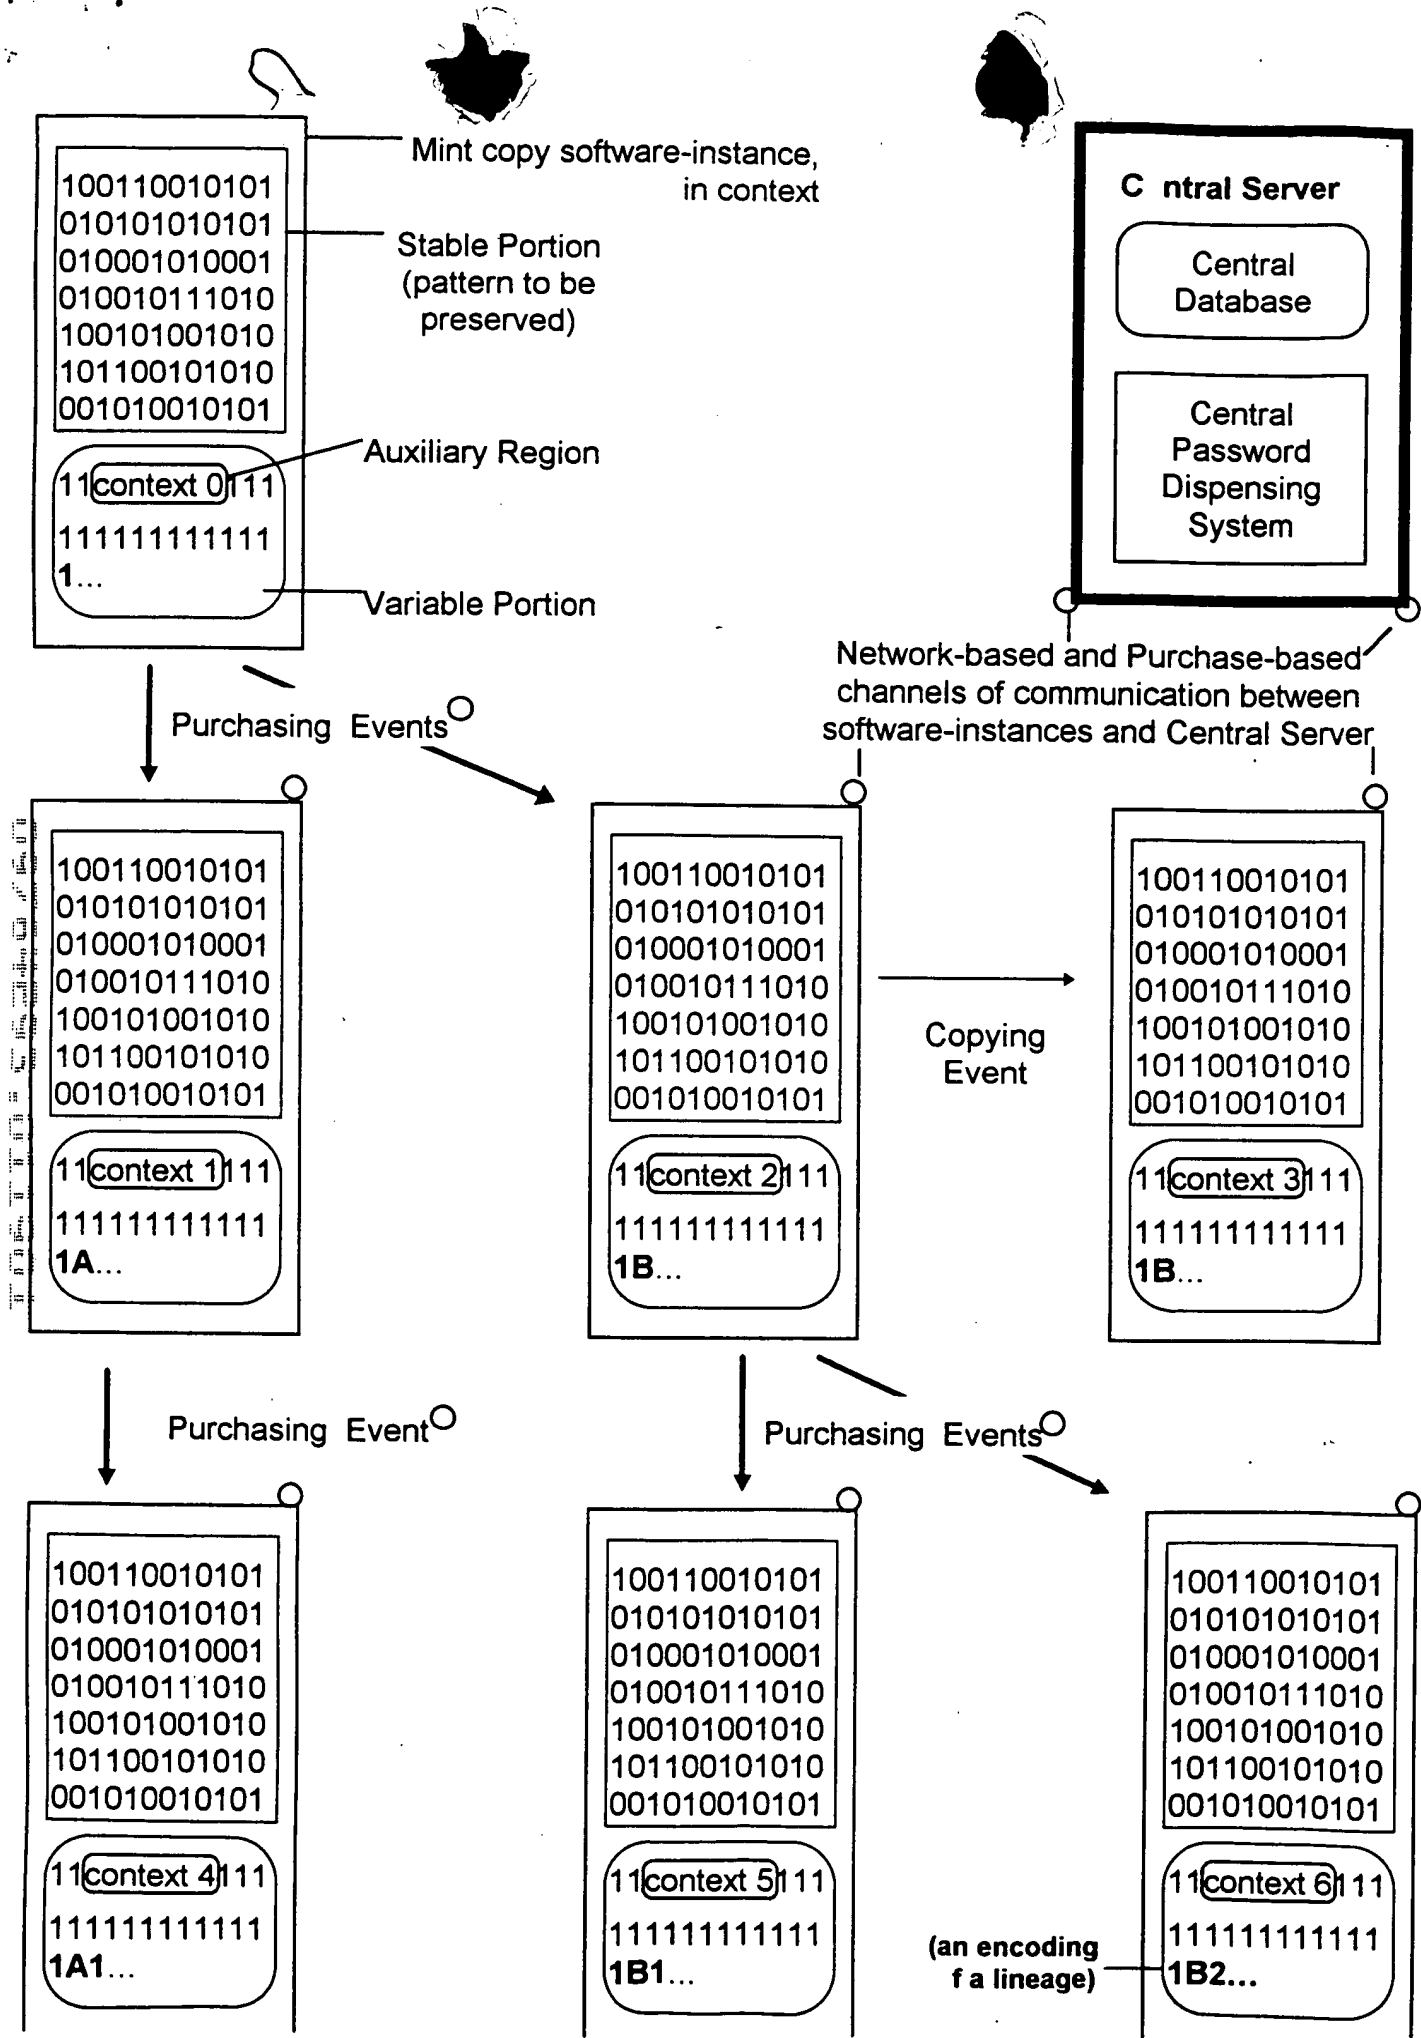 Mint copy software-instance,
in context
100110010101
010101010101
010001010001
010010111010
100101001010
101100101010
001010010101
Stable Portion
(pattern to be
preserved)
Auxiliary Region
11context 0111
111111111111
1...
Variable Portion
C ntral Server
Central
Database
Central
Password
Dispensing
System
Network-based and Purchase-based
channels of communication between
software-instances and Central Server
Purchasing Events
100110010101
010101010101
010001010001
010010111010
100101001010
101100101010
001010010101
11context 1111
111111111111
1A...
100110010101
010101010101
010001010001
010010111010
100101001010
101100101010
001010010101
11context 2111
111111111111
1B...
Copying
Event
100110010101
010101010101
010001010001
010010111010
100101001010
101100101010
001010010101
11context 3111
111111111111
1B...
Purchasing Event
Purchasing Events
100110010101
010101010101
010001010001
010010111010
100101001010
101100101010
001010010101
11context 4111
111111111111
1A1...
100110010101
010101010101
010001010001
010010111010
100101001010
101100101010
001010010101
11context 5111
111111111111
1B1...
100110010101
010101010101
010001010001
010010111010
100101001010
101100101010
001010010101
11context 6111
111111111111
1B2...
(an encoding
f a lineage)